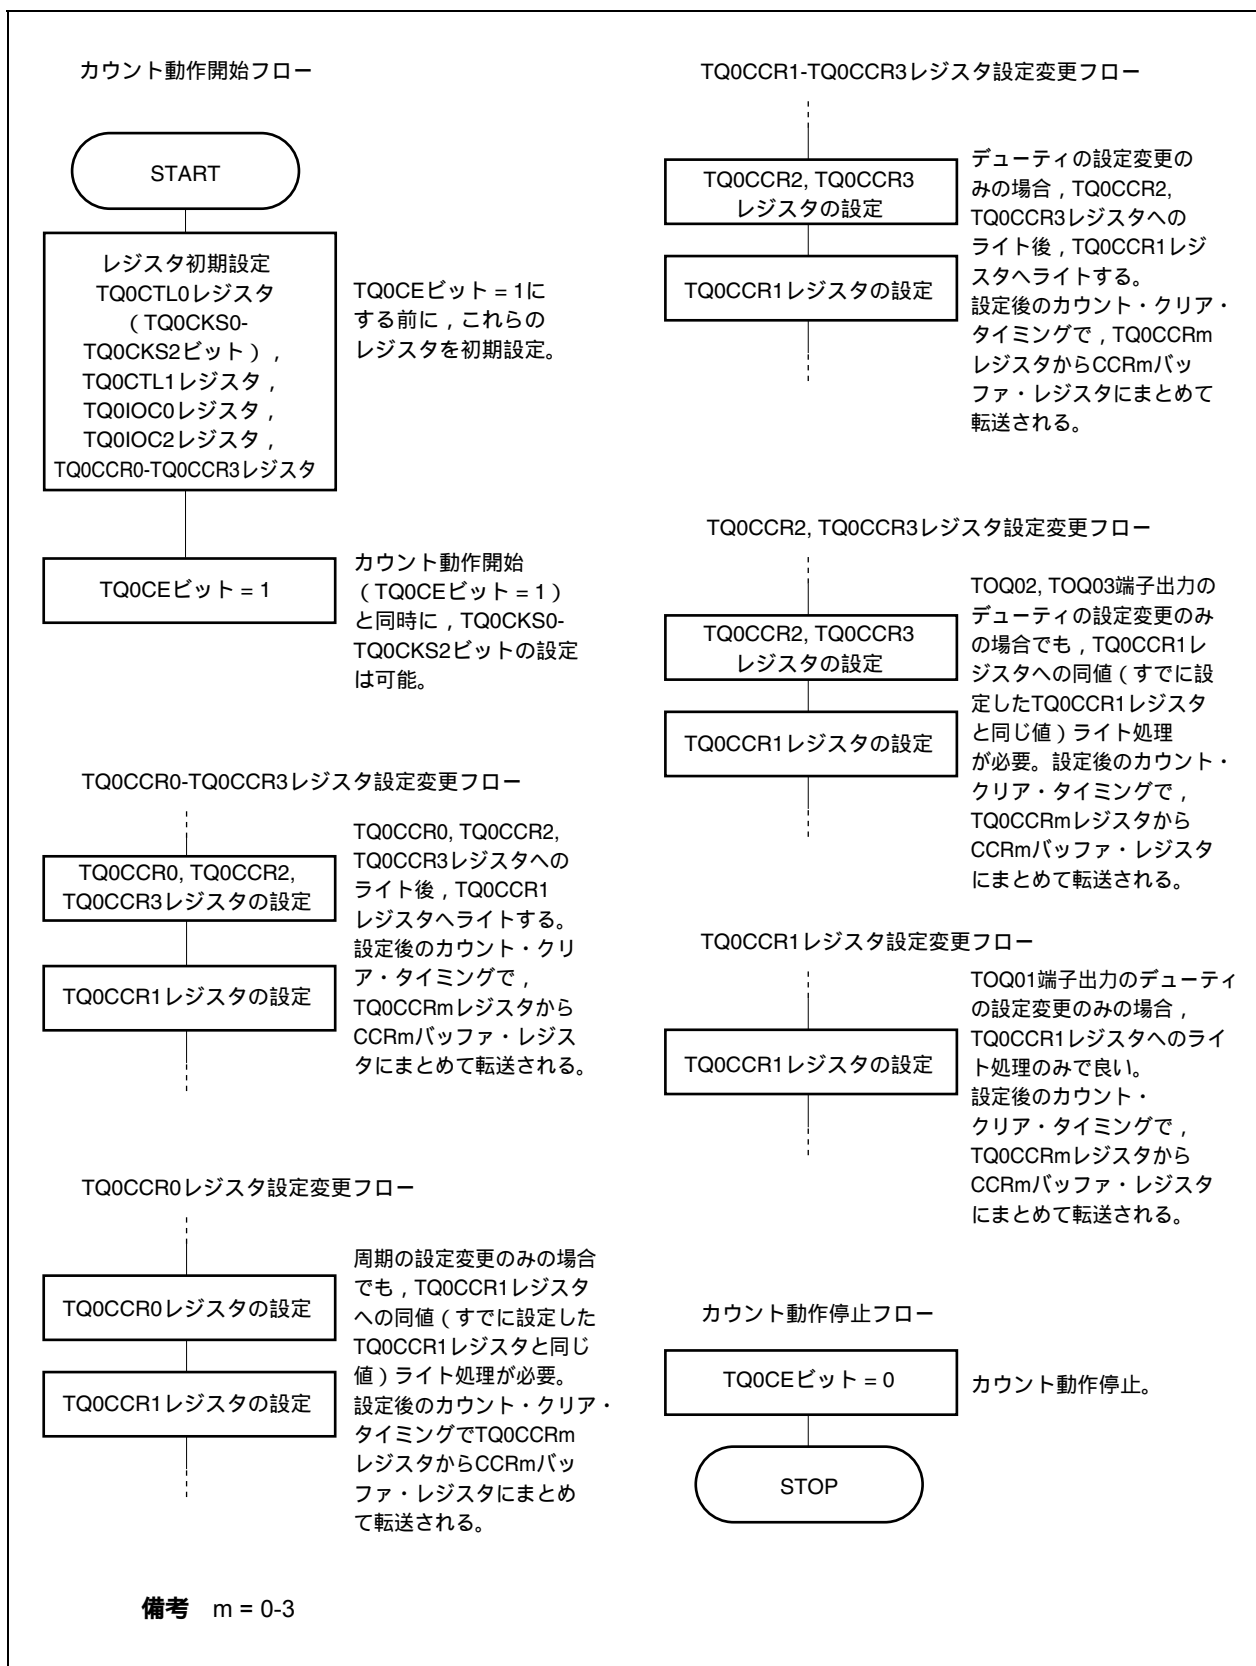 カウント動作開始フロー
START
レジスタ初期設定
TQ0CTL0レジスタ
（TQ0CKS0-
TQ0CKS2ビット），
TQ0CTL1レジスタ，
TQ0IOC0レジスタ，
TQ0IOC2レジスタ，
TQ0CCR0-TQ0CCR3レジスタ
TQ0CEビット = 1に
する前に，これらの
レジスタを初期設定。
TQ0CEビット = 1
カウント動作開始
（TQ0CEビット = 1）
と同時に，TQ0CKS0-
TQ0CKS2ビットの設定
は可能。
TQ0CCR0-TQ0CCR3レジスタ設定変更フロー
TQ0CCR0, TQ0CCR2,
TQ0CCR3レジスタの設定
TQ0CCR1レジスタの設定
TQ0CCR0, TQ0CCR2,
TQ0CCR3レジスタへの
ライト後，TQ0CCR1
レジスタへライトする。
設定後のカウント・クリ
ア・タイミングで，
TQ0CCRmレジスタから
CCRmバッファ・レジス
タにまとめて転送される。
TQ0CCR0レジスタ設定変更フロー
TQ0CCR0レジスタの設定
TQ0CCR1レジスタの設定
周期の設定変更のみの場合
でも，TQ0CCR1レジスタ
への同値（すでに設定した
TQ0CCR1レジスタと同じ
値）ライト処理が必要。
設定後のカウント・クリア・
タイミングでTQ0CCRm
レジスタからCCRmバッ
ファ・レジスタにまとめ
て転送される。
TQ0CCR1-TQ0CCR3レジスタ設定変更フロー
TQ0CCR2, TQ0CCR3
レジスタの設定
TQ0CCR1レジスタの設定
デューティの設定変更の
みの場合，TQ0CCR2,
TQ0CCR3レジスタへの
ライト後，TQ0CCR1レジ
スタへライトする。
設定後のカウント・クリア・
タイミングで，TQ0CCRm
レジスタからCCRmバッ
ファ・レジスタにまとめて
転送される。
TQ0CCR2, TQ0CCR3レジスタ設定変更フロー
TQ0CCR2, TQ0CCR3
レジスタの設定
TQ0CCR1レジスタの設定
TOQ02, TOQ03端子出力の
デューティの設定変更のみ
の場合でも，TQ0CCR1レ
ジスタへの同値（すでに設
定したTQ0CCR1レジスタ
と同じ値）ライト処理
が必要。設定後のカウント・
クリア・タイミングで，
TQ0CCRmレジスタから
CCRmバッファ・レジスタ
にまとめて転送される。
TQ0CCR1レジスタ設定変更フロー
TQ0CCR1レジスタの設定
TOQ01端子出力のデューティ
の設定変更のみの場合，
TQ0CCR1レジスタへのライ
ト処理のみで良い。
設定後のカウント・
クリア・タイミングで，
TQ0CCRmレジスタから
CCRmバッファ・レジスタ
にまとめて転送される。
カウント動作停止フロー
TQ0CEビット = 0
カウント動作停止。
STOP
備考 m = 0-3